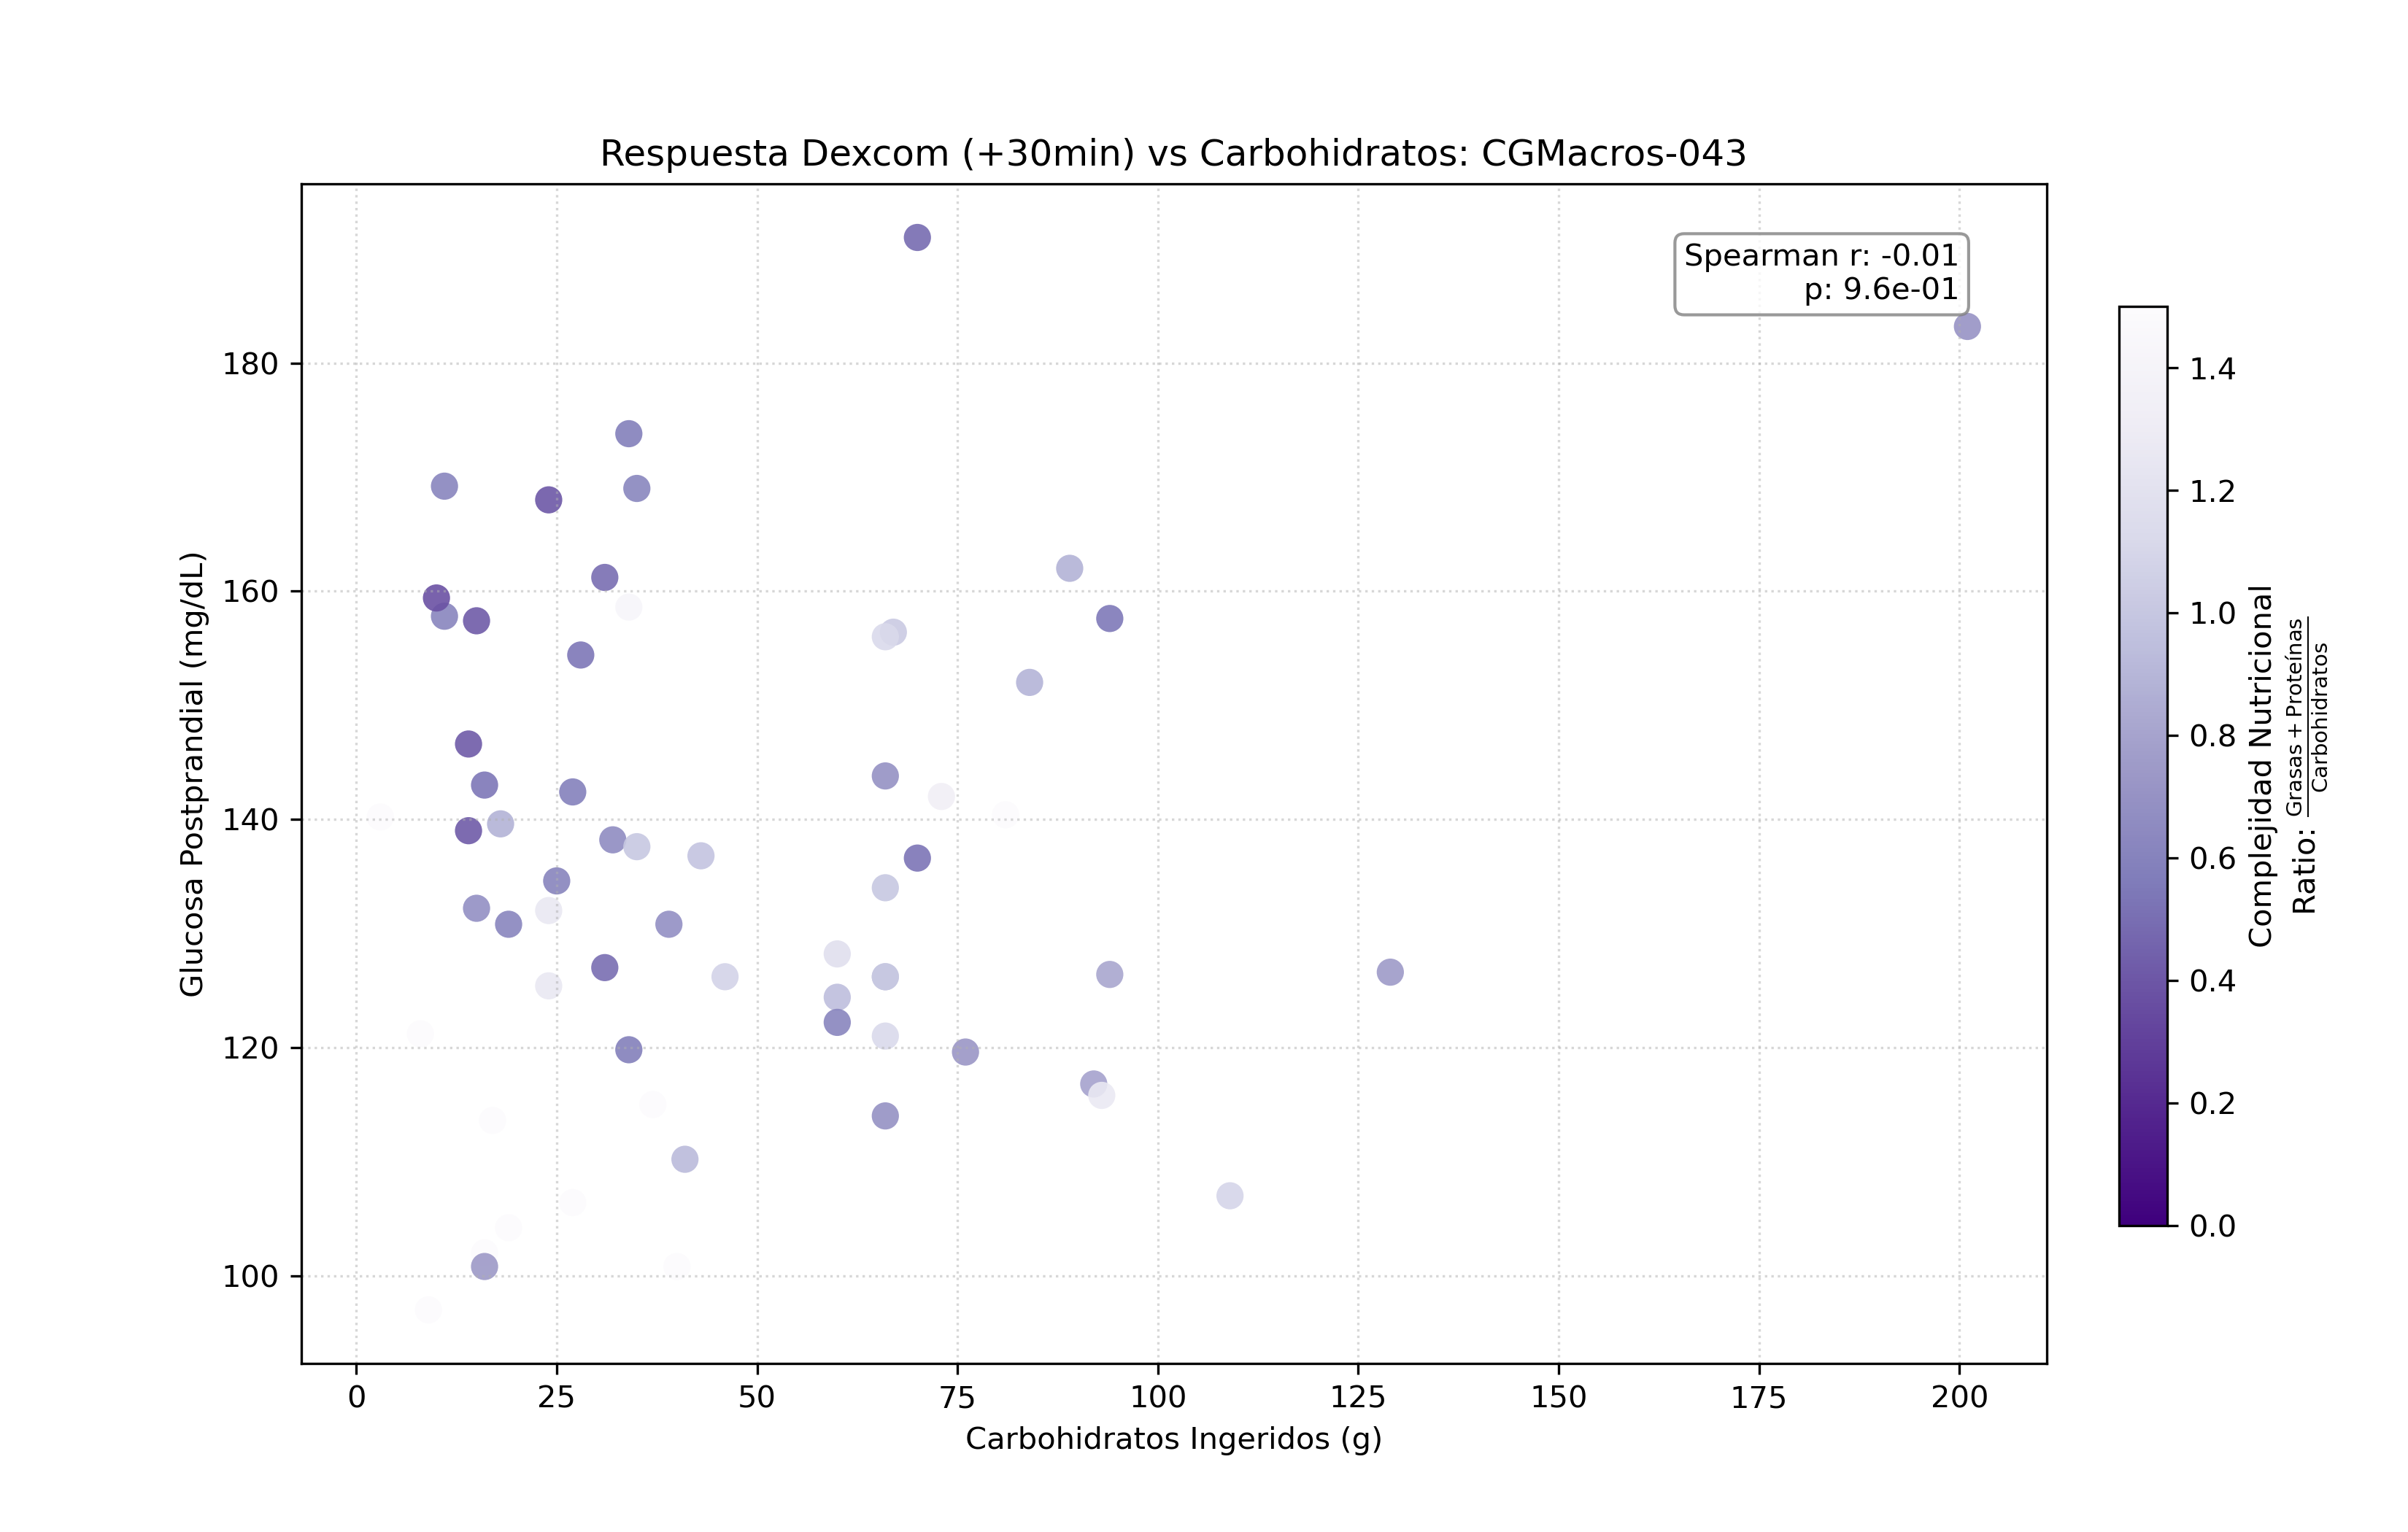 Respuesta Dexcom (+30min) vs Carbohidratos: CGMacros-043
Spearman r: -0.01
p: 9.6e-01
Glucosa Postprandial (mg/dL)
180
160
140
120
100
0 25 50 75 100 125 150 175 200
Carbohidratos Ingeridos (g)
1.4
1.2
1.0
0.8
0.6
0.4
0.2
0.0
Complejidad Nutricional
Ratio: Grasas + Proteínas
Carbohidratos